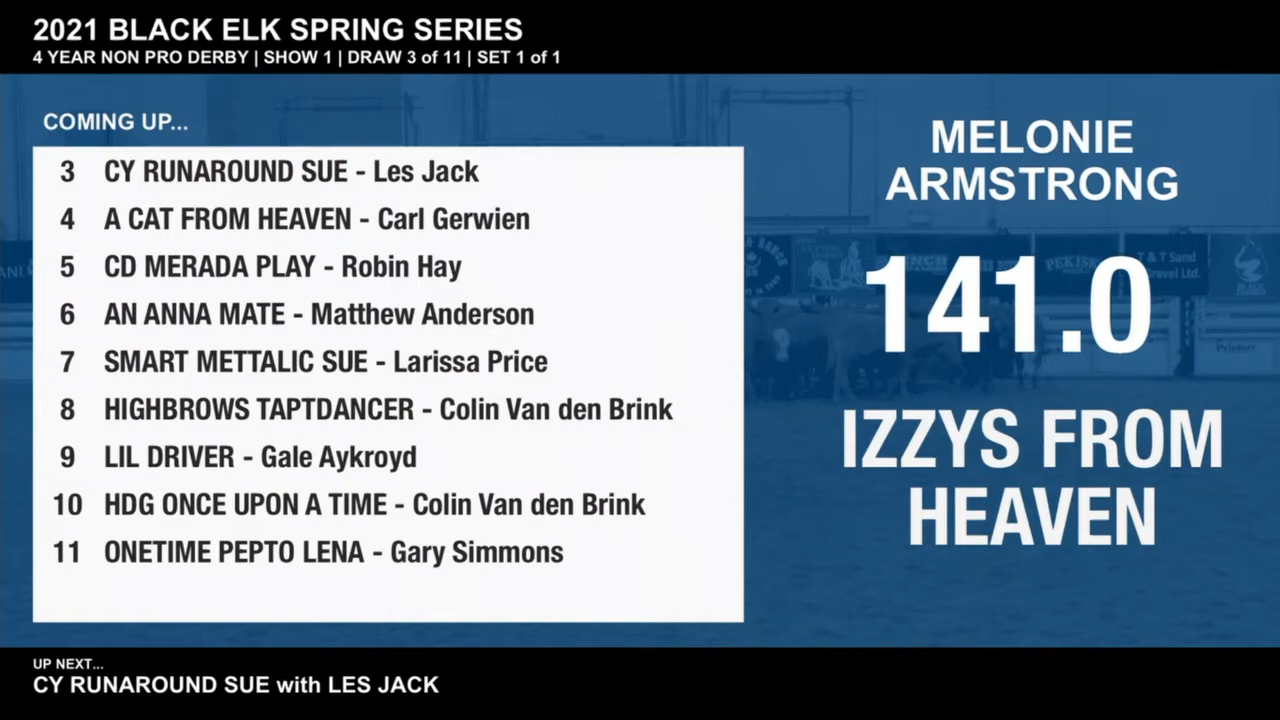 2021 BLACK ELK SPRING SERIES
4 YEAR NON PRO DERBY | SHOW 1 | DRAW 3 of 11 | SET 1 of 1
COMING UP...
3 CY RUNAROUND SUE - Les Jack
4 A CAT FROM HEAVEN - Carl Gerwien
5 CD MERADA PLAY - Robin Hay
6 AN ANNA MATE - Matthew Anderson
7 SMART METTALIC SUE - Larissa Price
8 HIGHBROWS TAPTDANCER - Colin Van den Brink
9 LIL DRIVER - Gale Aykroyd
10 HDG ONCE UPON A TIME - Colin Van den Brink
11 ONETIME PEPTO LENA - Gary Simmons
MELONIE
ARMSTRONG
141.0
IZZYS FROM
HEAVEN
T & T Sand
Gravel Ltd.
UP NEXT...
CY RUNAROUND SUE with LES JACK